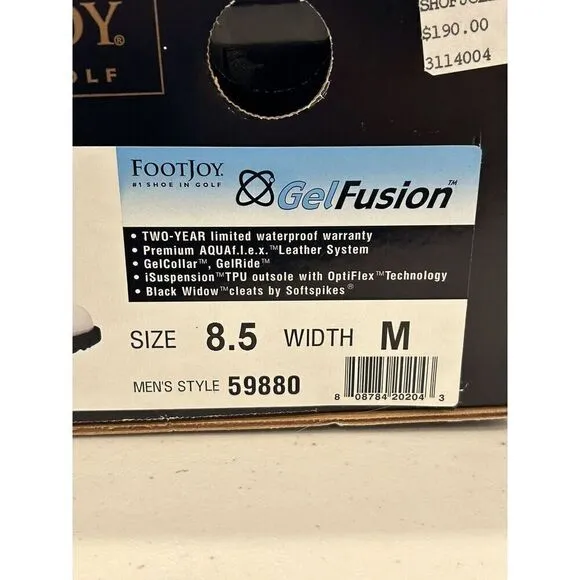 OY®
OLF
$190.00
3114004
FOOTJOY®
#1 SHOE IN GOLF
GelFusion™
• TWO-YEAR limited waterproof warranty
• Premium AQUAf.l.e.x.™Leather System
• GelCollar™, GelRide™
• iSuspension™TPU outsole with OptiFlex™Technology
• Black Widow™cleats by Softspikes®
SIZE 8.5 WIDTH M
MEN'S STYLE 59880
8 08784 20204 3